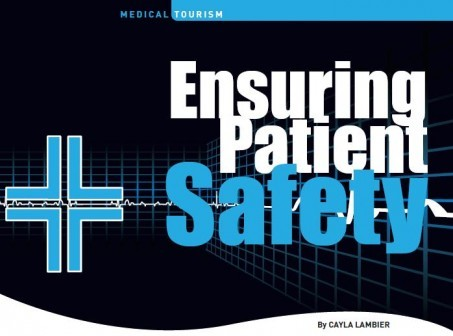 MEDICAL TOURISM
Ensuring
Patient
Safety
By CAYLA LAMBIER